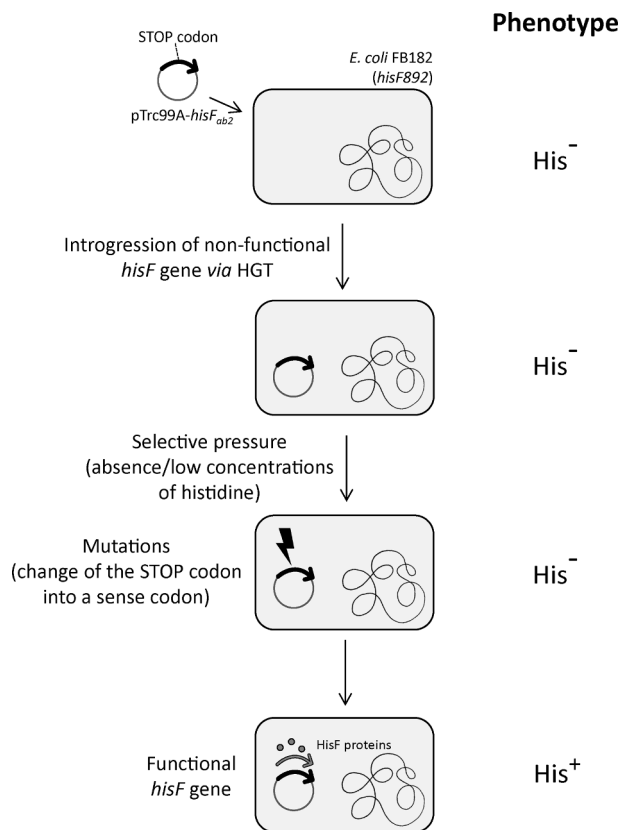 Phenotype
STOP codon
E. coli FB182
(hisF892)
pTrc99A-hisFab2
His-
Introgression of non-functional
hisF gene via HGT
His-
Selective pressure
(absence/low concentrations
of histidine)
Mutations
(change of the STOP codon
into a sense codon)
His-
HisF proteins
Functional
hisF gene
His+